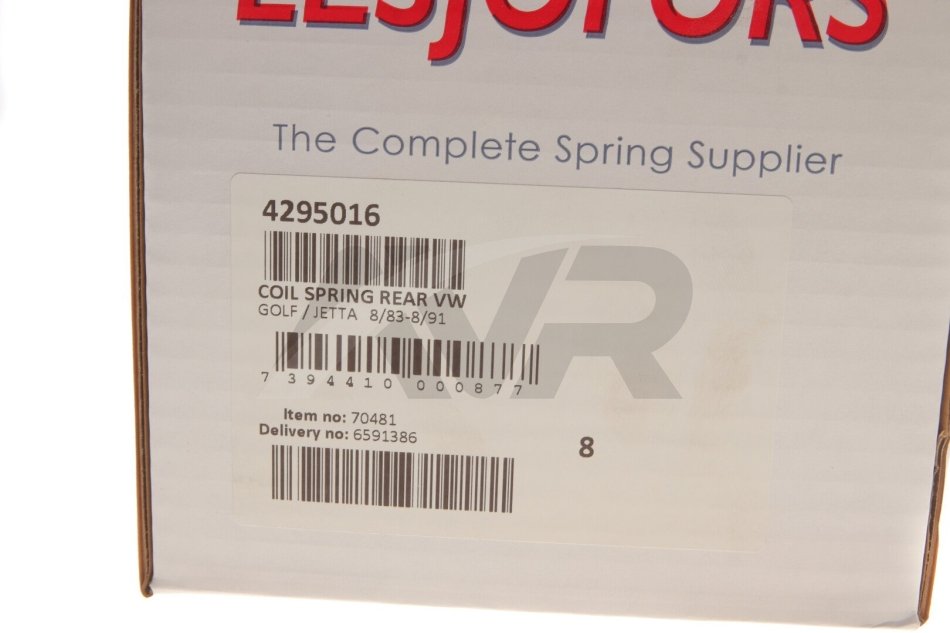 LESJÖFORS
The Complete Spring Supplier
4295016
COIL SPRING REAR VW
GOLF / JETTA 8/83-8/91
7 394410 000877
Item no: 70481
Delivery no: 6591386
8